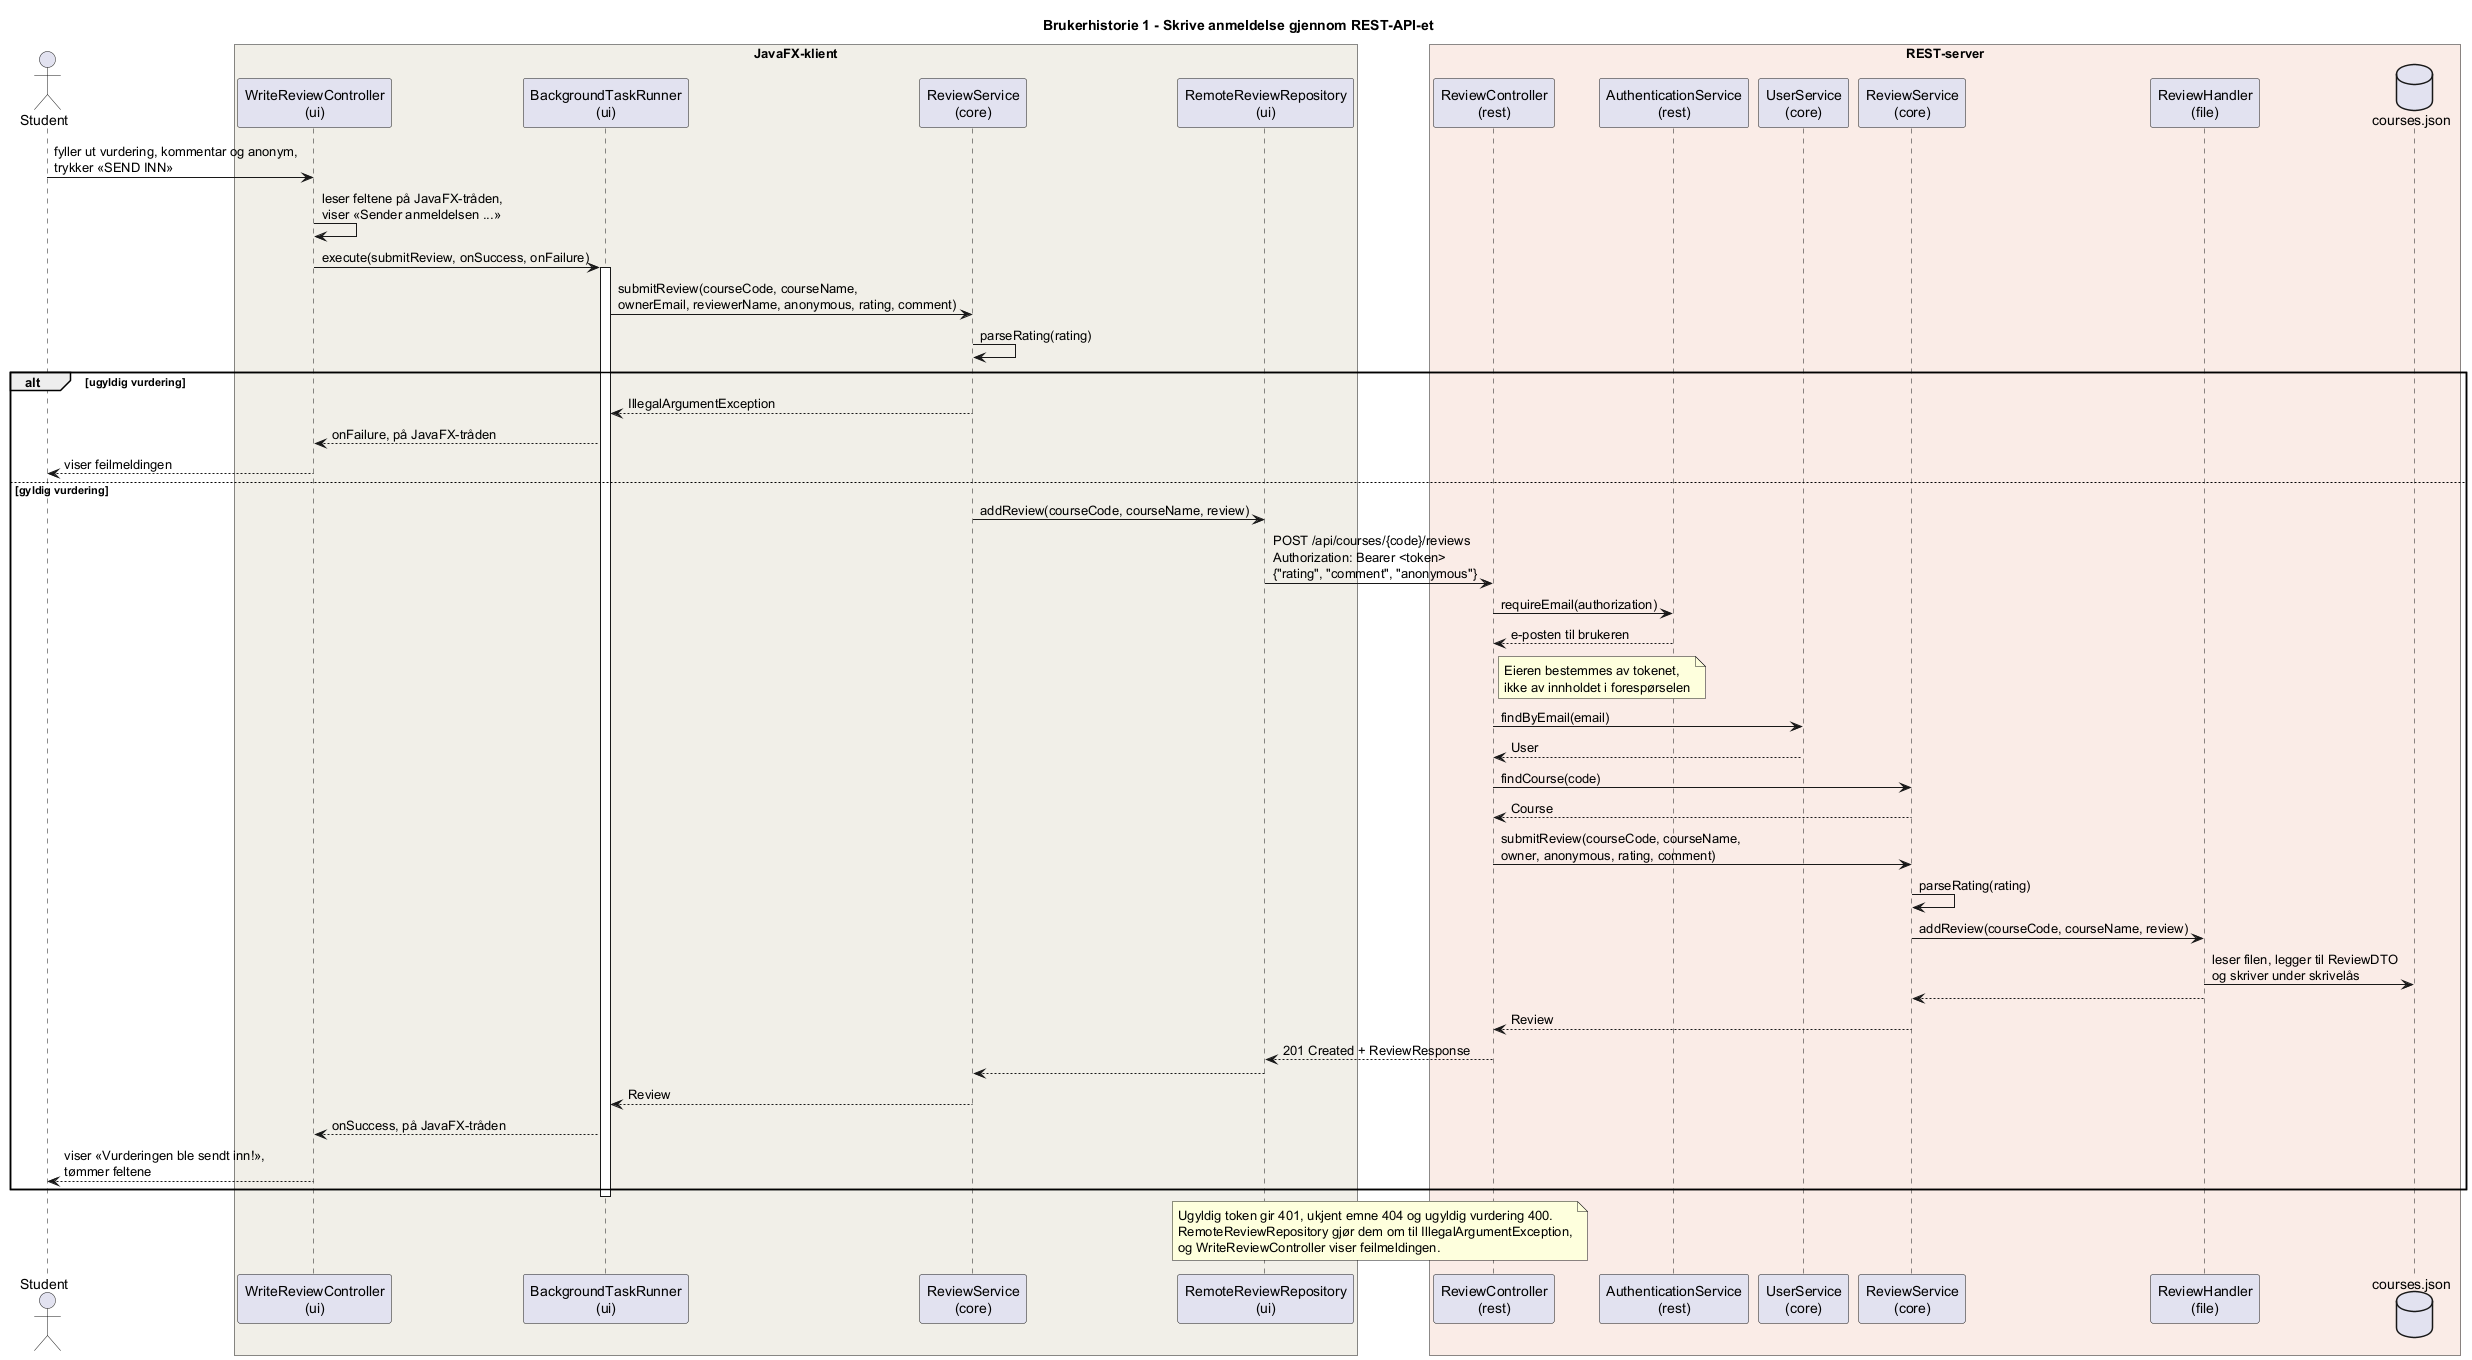 Brukerhistorie 1 - Skrive anmeldelse gjennom REST-API-et
JavaFX-klient
REST-server
Student
WriteReviewController
(ui)
BackgroundTaskRunner
(ui)
ReviewService
(core)
RemoteReviewRepository
(ui)
ReviewController
(rest)
AuthenticationService
(rest)
UserService
(core)
ReviewService
(core)
ReviewHandler
(file)
courses.json
fyller ut vurdering, kommentar og anonym,
trykker «SEND INN»
leser feltene på JavaFX-tråden,
viser «Sender anmeldelsen ...»
execute(submitReview, onSuccess, onFailure)
submitReview(courseCode, courseName,
ownerEmail, reviewerName, anonymous, rating, comment)
parseRating(rating)
alt
[ugyldig vurdering]
IllegalArgumentException
onFailure, på JavaFX-tråden
viser feilmeldingen
[gyldig vurdering]
addReview(courseCode, courseName, review)
POST /api/courses/{code}/reviews
Authorization: Bearer <token>
{"rating", "comment", "anonymous"}
requireEmail(authorization)
e-posten til brukeren
Eieren bestemmes av tokenet,
ikke av innholdet i forespørselen
findByEmail(email)
User
findCourse(code)
Course
submitReview(courseCode, courseName,
owner, anonymous, rating, comment)
parseRating(rating)
addReview(courseCode, courseName, review)
leser filen, legger til ReviewDTO
og skriver under skrivelås
Review
201 Created + ReviewResponse
Review
onSuccess, på JavaFX-tråden
viser «Vurderingen ble sendt inn!»,
tømmer feltene
Ugyldig token gir 401, ukjent emne 404 og ugyldig vurdering 400.
RemoteReviewRepository gjør dem om til IllegalArgumentException,
og WriteReviewController viser feilmeldingen.
Student
WriteReviewController
(ui)
BackgroundTaskRunner
(ui)
ReviewService
(core)
RemoteReviewRepository
(ui)
ReviewController
(rest)
AuthenticationService
(rest)
UserService
(core)
ReviewService
(core)
ReviewHandler
(file)
courses.json